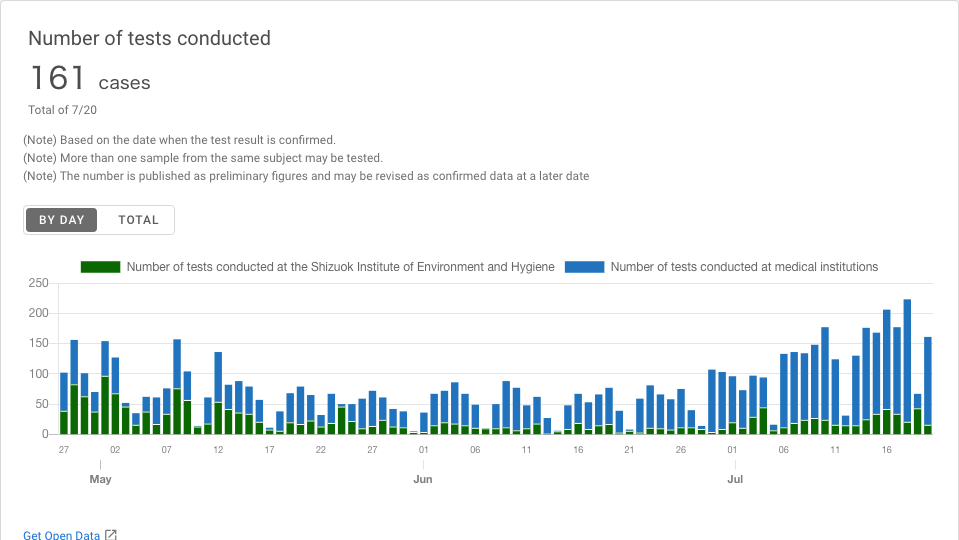 Number of tests conducted
161 cases
Total of 7/20
(Note) Based on the date when the test result is confirmed.
(Note) More than one sample from the same subject may be tested.
(Note) The number is published as preliminary figures and may be revised as confirmed data at a later date
BY DAY TOTAL
Number of tests conducted at the Shizuok Institute of Environment and Hygiene Number of tests conducted at medical institutions
250
200
150
100
50
0
27 02 07 12 17 22 27 01 06 11 16 21 26 01 06 11 16
May Jun Jul
Get Open Data